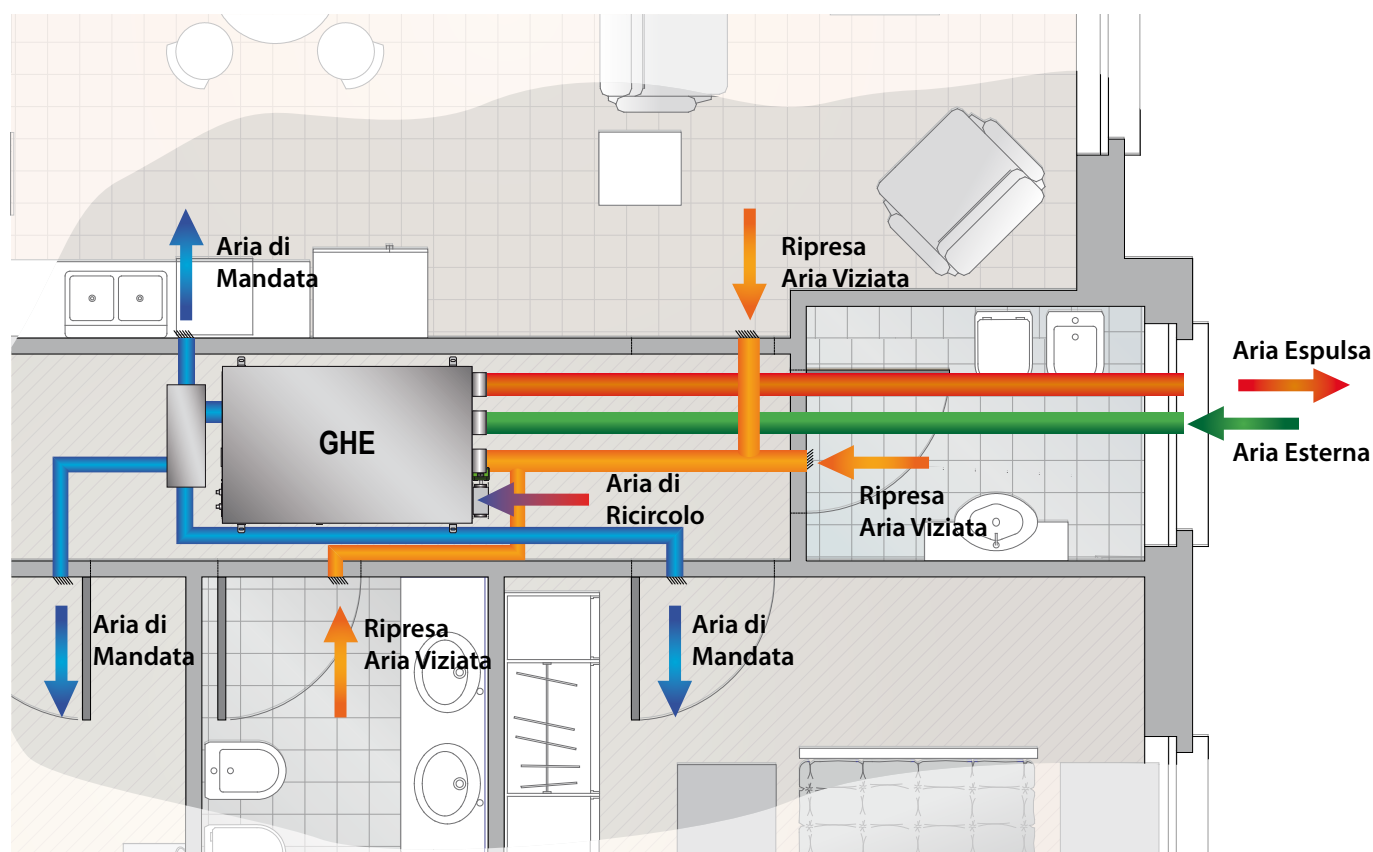 Aria di
Mandata
Ripresa
Aria Viziata
Aria Espulsa
GHE
Aria Esterna
Aria di
Ricircolo
Ripresa
Aria Viziata
Aria di
Mandata
Ripresa
Aria Viziata
Aria di
Mandata